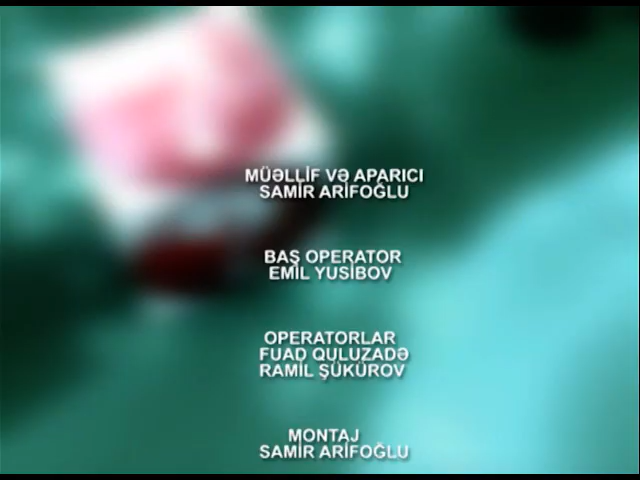 MÜƏLLİF VƏ APARICI
SAMİR ARİFOĞLU
BAŞ OPERATOR
EMİL YUSİBOV
OPERATORLAR
FUAD QULUZADƏ
RAMİL ŞÜKÜROV
MONTAJ
SAMİR ARİFOĞLU